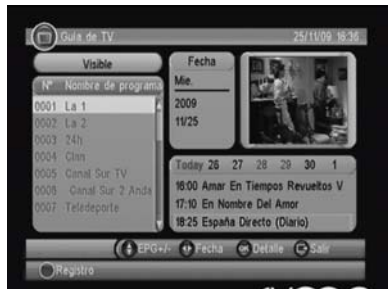 Guía de TV 25/11/09 16:36
Visible
Nº Nombre de programa
0001 La 1
0002 La 2
0003 24h
0004 Clan
0005 Canal Sur TV
0006 Canal Sur 2 Anda
0007 Teledeporte
Fecha
Mie.
2009
11/25
Today 26 27 28 29 30 1
16:00 Amar En Tiempos Revueltos V
17:10 En Nombre Del Amor
18:25 España Directo (Diario)
EPG+/- Fecha OK Detalle Salir
Registro